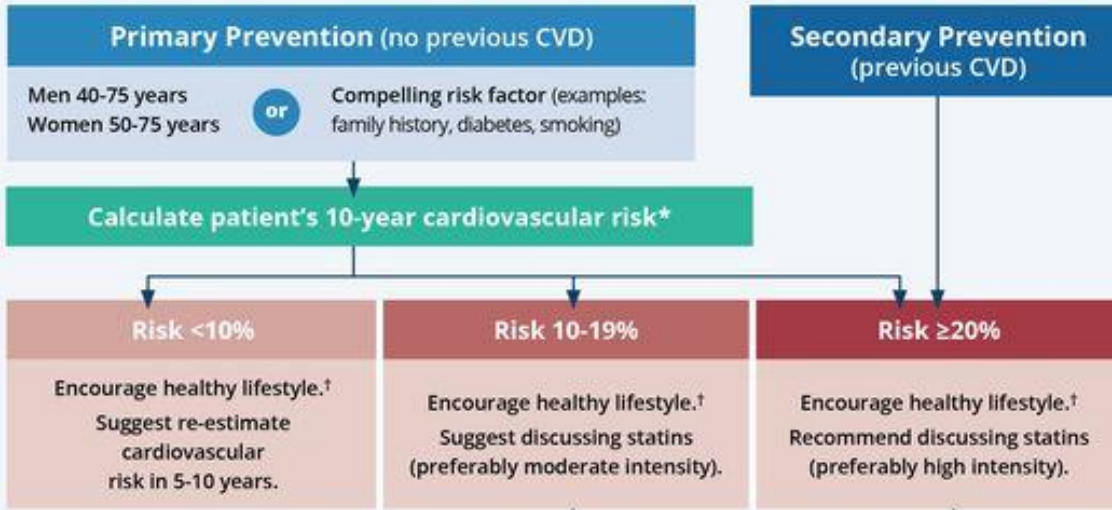 Primary Prevention (no previous CVD)
Men 40-75 years
Women 50-75 years
or
Compelling risk factor (examples:
family history, diabetes, smoking)
Secondary Prevention
(previous CVD)
Calculate patient's 10-year cardiovascular risk*
Risk <10%
Encourage healthy lifestyle.†
Suggest re-estimate
cardiovascular
risk in 5-10 years.
Risk 10-19%
Encourage healthy lifestyle.†
Suggest discussing statins
(preferably moderate intensity).
Risk ≥20%
Encourage healthy lifestyle.†
Recommend discussing statins
(preferably high intensity).